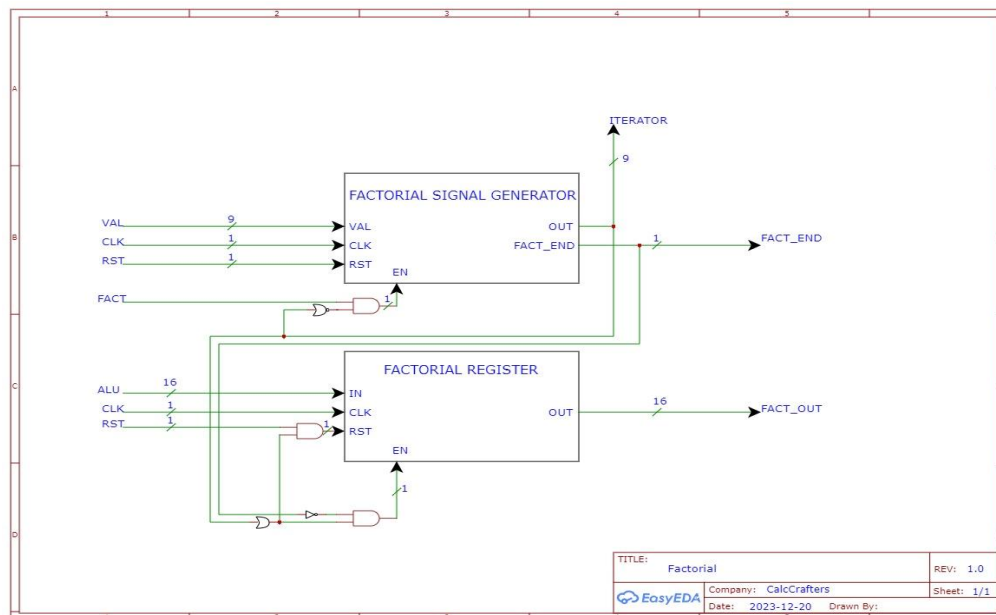 1 2 3 4 5
A
ITERATOR
9
FACTORIAL SIGNAL GENERATOR
VAL 9 VAL OUT
B
CLK 1 CLK FACT_END 1 FACT_END
RST 1 RST
EN
FACT 1
FACTORIAL REGISTER
C
ALU 16 IN
CLK 1 CLK OUT 16 FACT_OUT
RST 1 1 RST
EN
1
D
TITLE:
Factorial
REV: 1.0
EasyEDA
Company: CalcCrafters
Sheet: 1/1
Date: 2023-12-20 Drawn By: